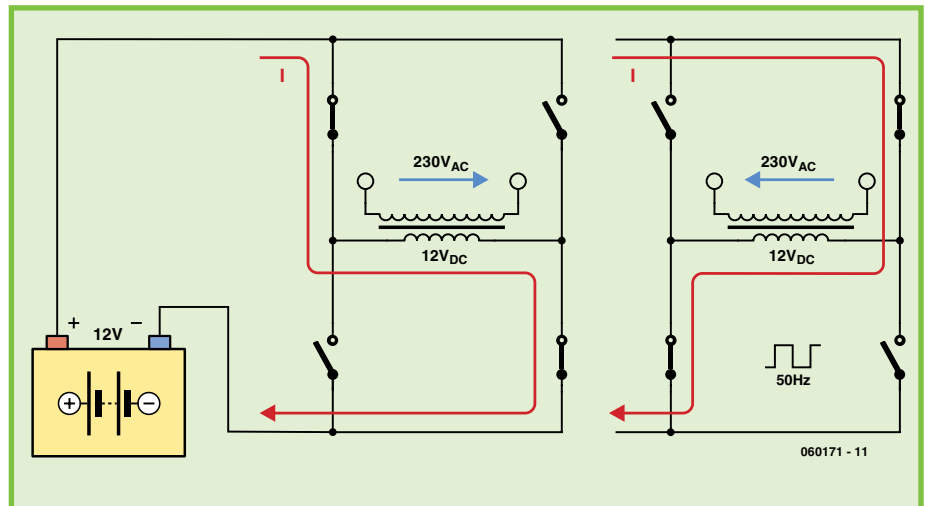 I
I
230VAC
230VAC
12VDC
12VDC
+ 12V −
+ −
50Hz
060171 - 11